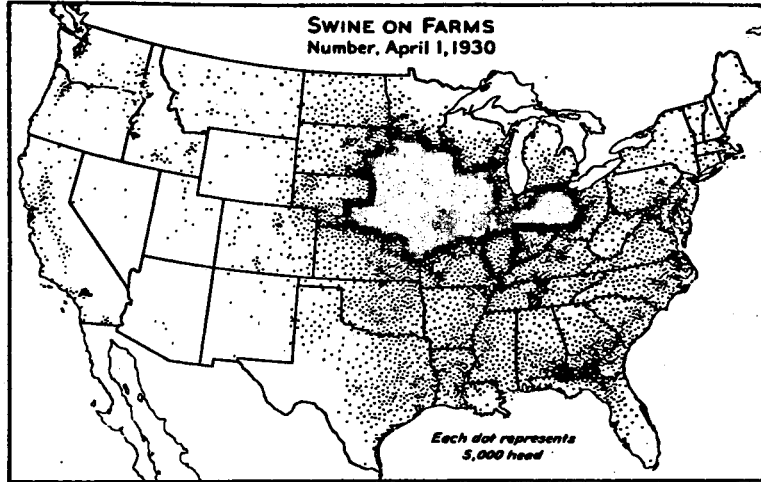 SWINE ON FARMS
Number, April 1, 1930
Each dot represents
5,000 head